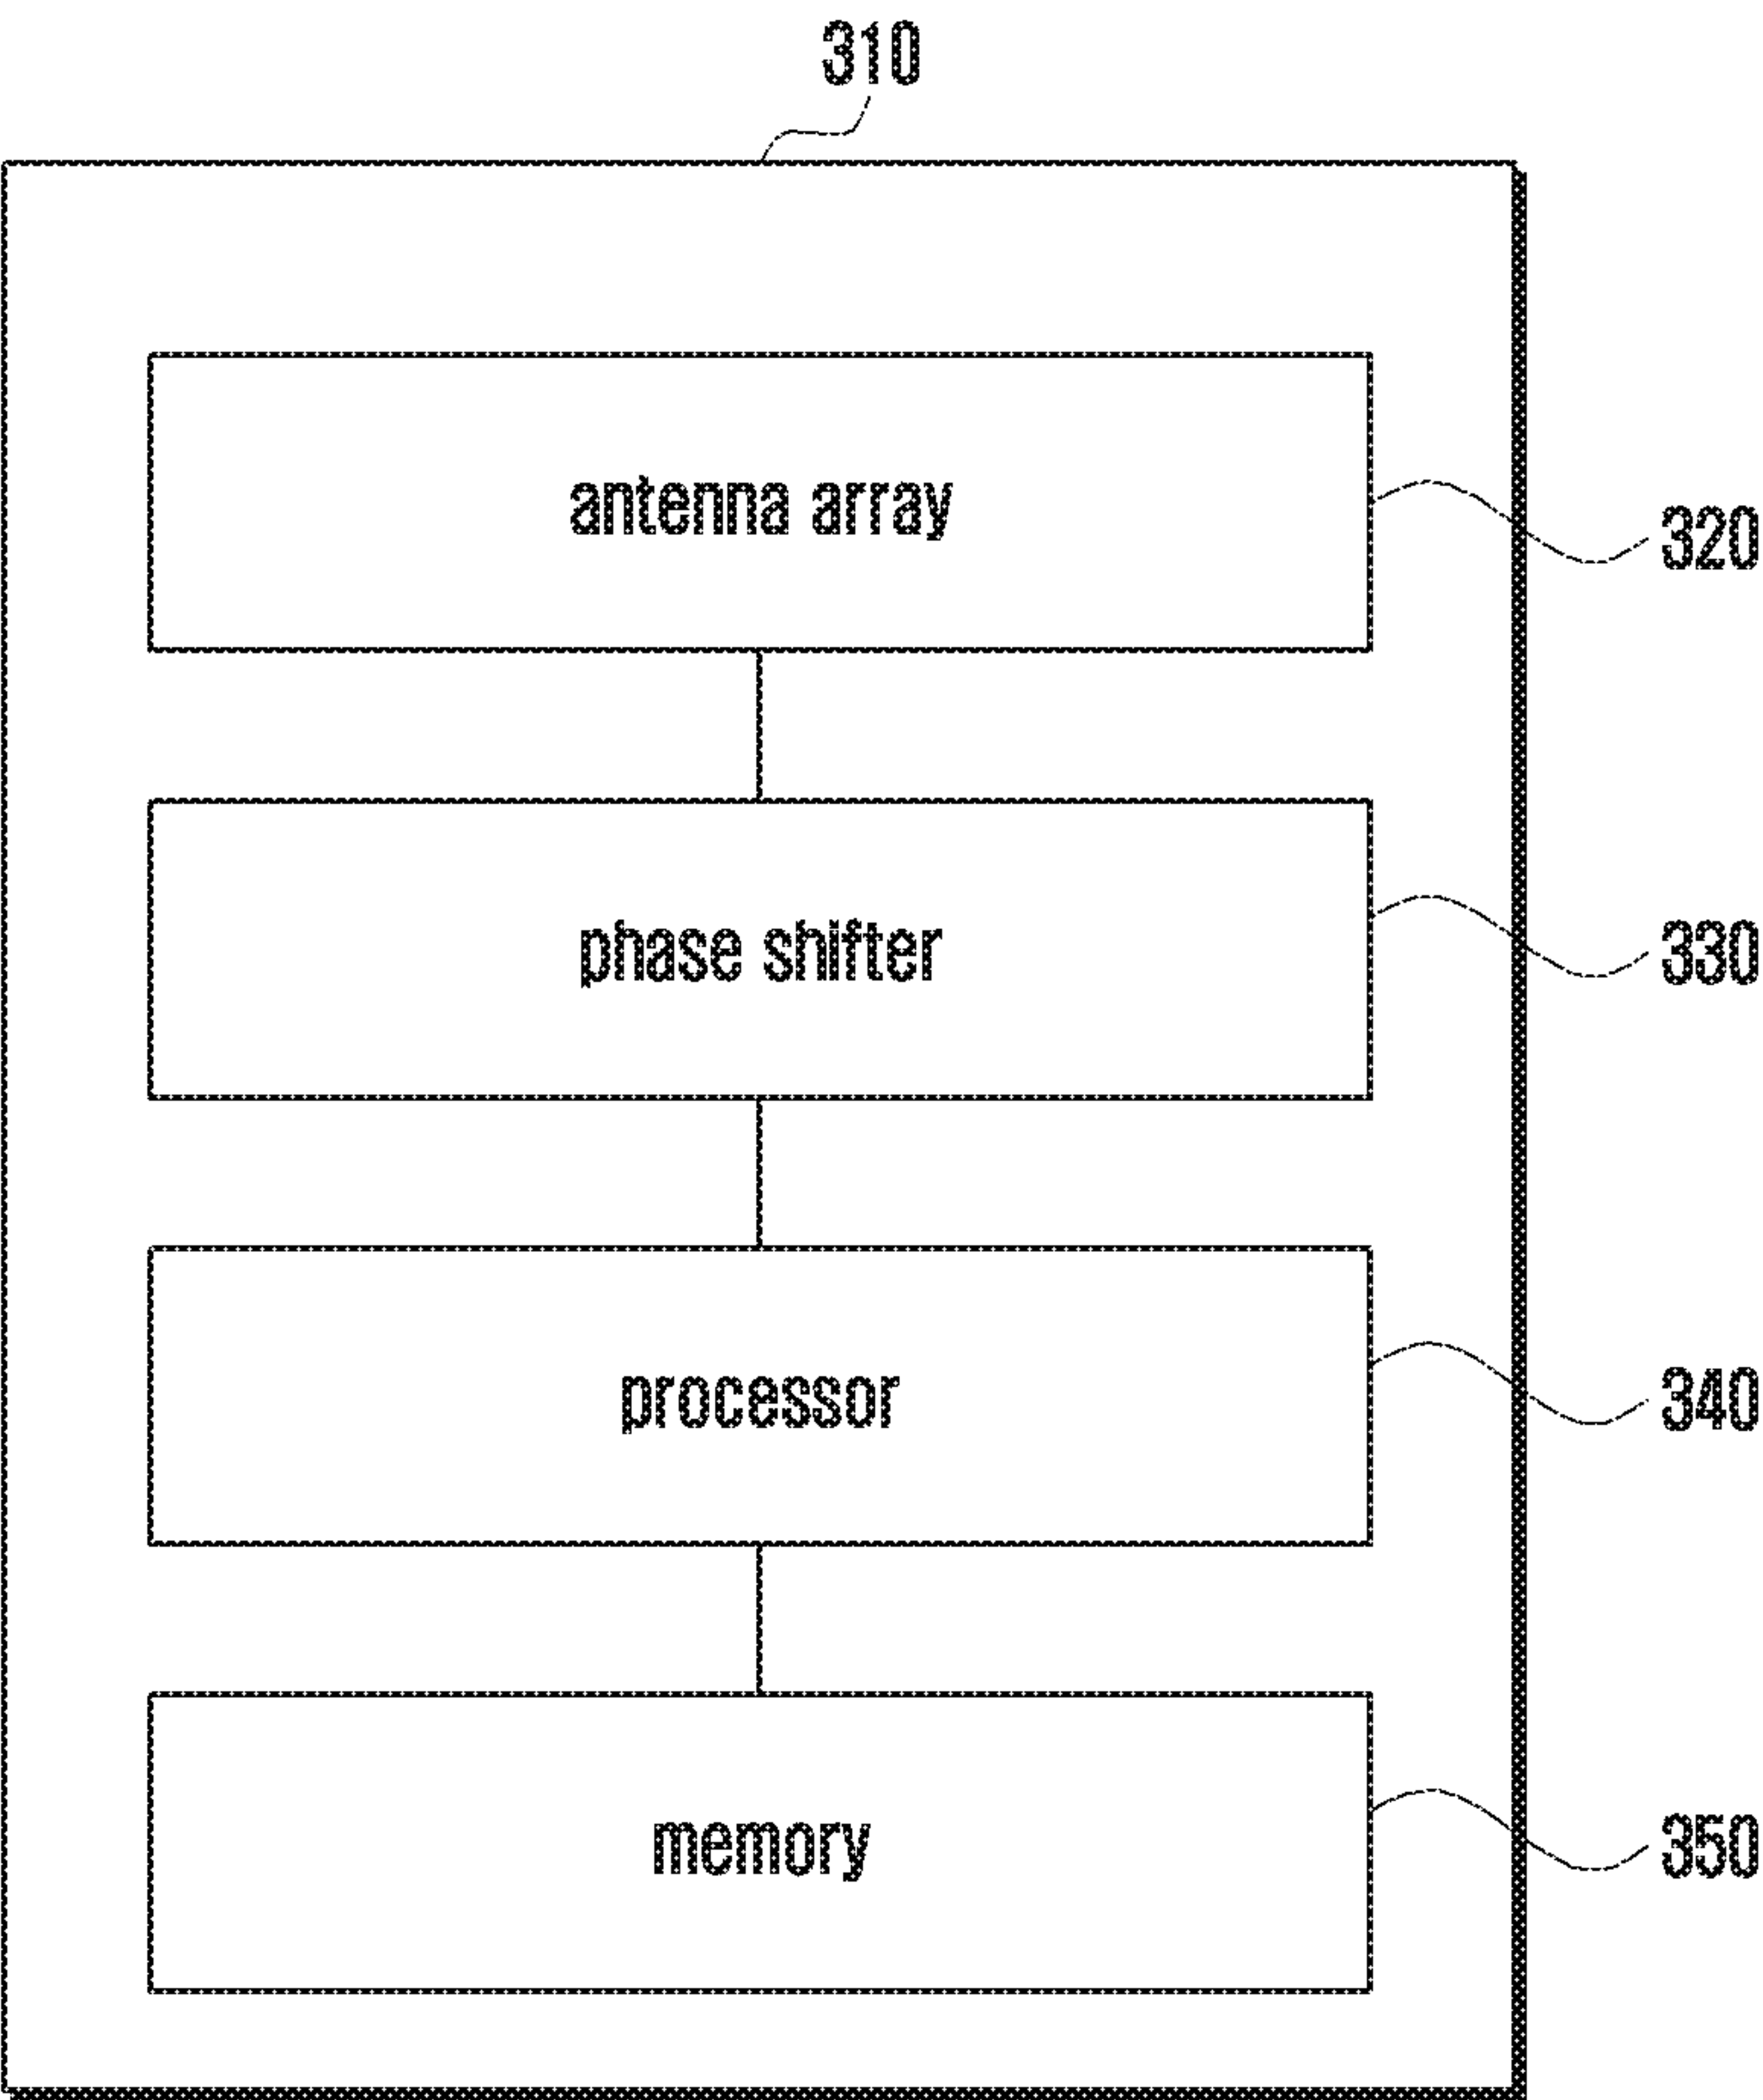 310
antenna array
320
phase shifter
330
processor
340
memory
350